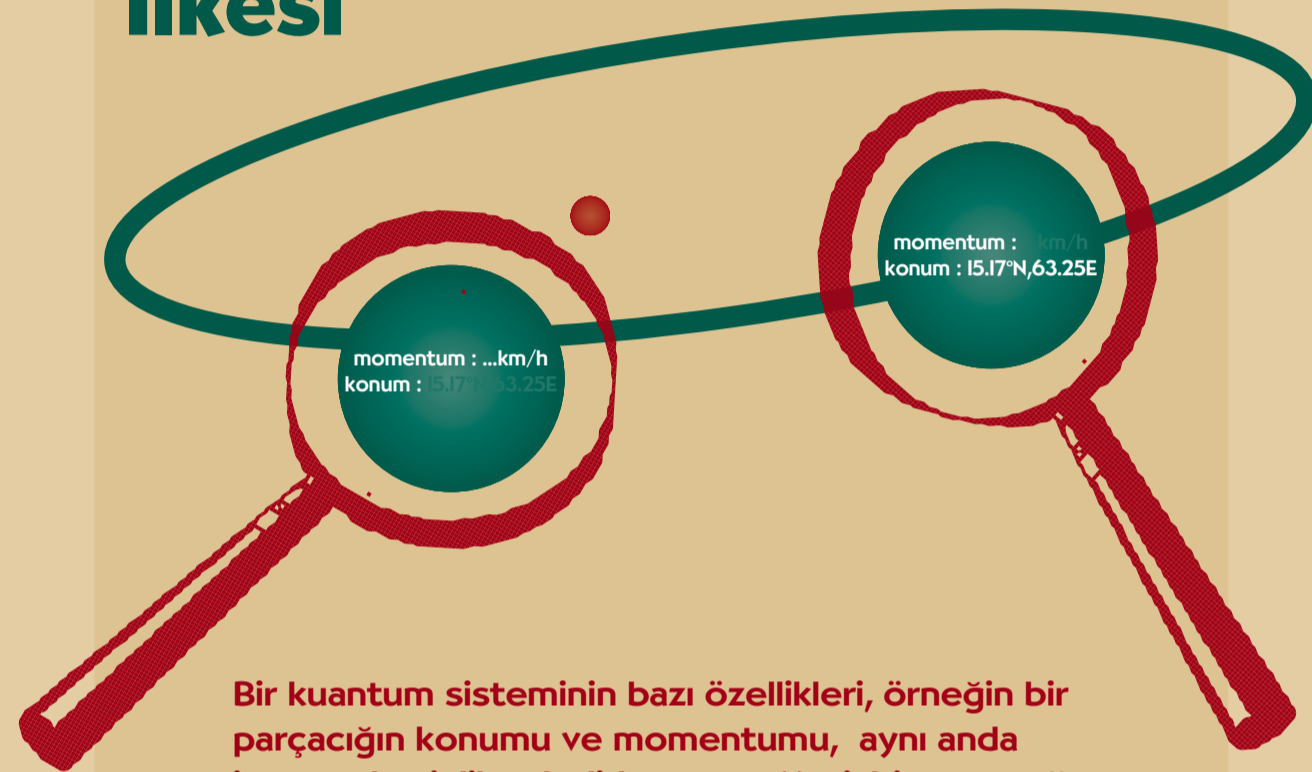 ilkesi
momentum : km/h
konum : 15.17°N,63.25E
momentum : ...km/h
konum : 15.17°N,63.25E
Bir kuantum sisteminin bazı özellikleri, örneğin bir
parçacığın konumu ve momentumu, aynı anda